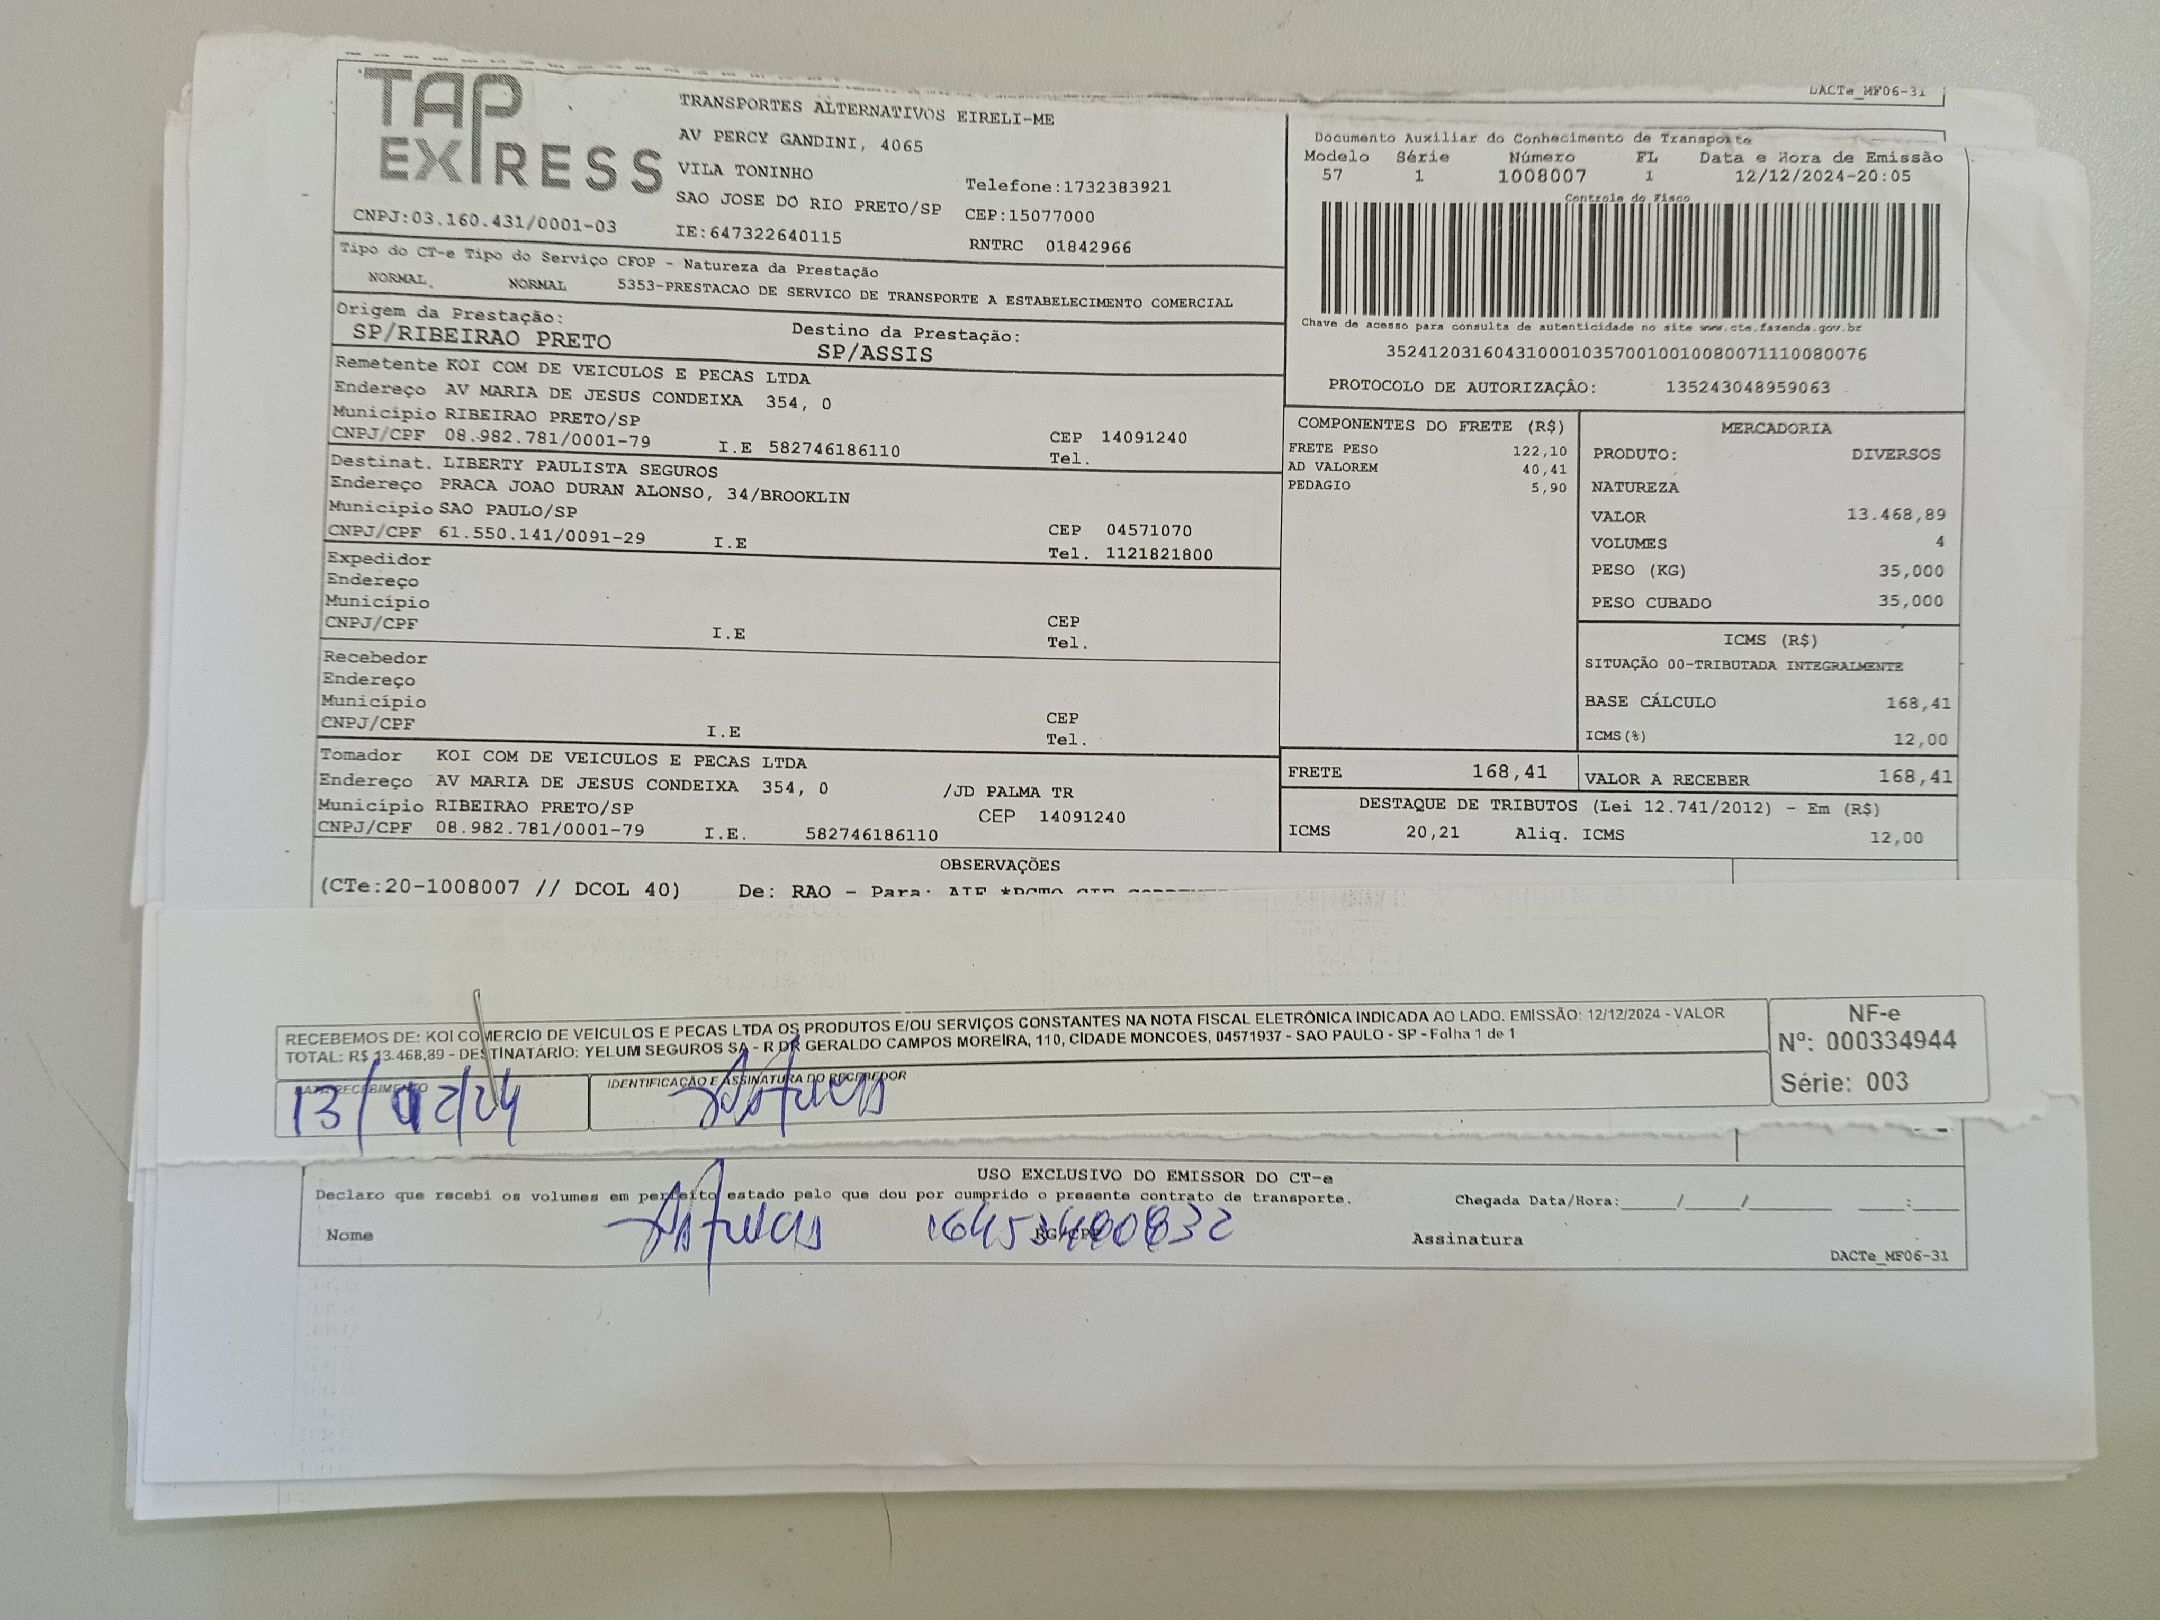 DACTe_MF06-31
TAP EXPRESS
TRANSPORTES ALTERNATIVOS EIRELI-ME
AV PERCY GANDINI, 4065
VILA TONINHO
Telefone:1732383921
SAO JOSE DO RIO PRETO/SP CEP:15077000
CNPJ:03.160.431/0001-03 IE:647322640115 RNTRC 01842966
Documento Auxiliar do Conhecimento de Transporte
Modelo Série Número FL Data e Hora de Emissão
57 1 1008007 1 12/12/2024-20:05
Controle do Fisco
Chave de acesso para consulta de autenticidade no site www.cte.fazenda.gov.br
35241203160431000103570010010080071110080076
PROTOCOLO DE AUTORIZAÇÃO: 135243048959063
Tipo do CT-e Tipo do Serviço CFOP - Natureza da Prestação
NORMAL NORMAL 5353-PRESTACAO DE SERVICO DE TRANSPORTE A ESTABELECIMENTO COMERCIAL
Origem da Prestação: Destino da Prestação:
SP/RIBEIRAO PRETO SP/ASSIS
Remetente KOI COM DE VEICULOS E PECAS LTDA
Endereço AV MARIA DE JESUS CONDEIXA 354, 0
Município RIBEIRAO PRETO/SP CEP 14091240
CNPJ/CPF 08.982.781/0001-79 I.E 582746186110 Tel.
Destinat. LIBERTY PAULISTA SEGUROS
Endereço PRACA JOAO DURAN ALONSO, 34/BROOKLIN
Município SAO PAULO/SP CEP 04571070
CNPJ/CPF 61.550.141/0091-29 I.E Tel. 1121821800
Expedidor
Endereço
Município CEP
CNPJ/CPF I.E Tel.
Recebedor
Endereço
Município CEP
CNPJ/CPF I.E Tel.
Tomador KOI COM DE VEICULOS E PECAS LTDA
Endereço AV MARIA DE JESUS CONDEIXA 354, 0 /JD PALMA TR
Município RIBEIRAO PRETO/SP CEP 14091240
CNPJ/CPF 08.982.781/0001-79 I.E. 582746186110
COMPONENTES DO FRETE (R$)
FRETE PESO 122,10
AD VALOREM 40,41
PEDAGIO 5,90
MERCADORIA
PRODUTO: DIVERSOS
NATUREZA
VALOR 13.468,89
VOLUMES 4
PESO (KG) 35,000
PESO CUBADO 35,000
ICMS (R$)
SITUAÇÃO 00-TRIBUTADA INTEGRALMENTE
BASE CÁLCULO 168,41
ICMS(%) 12,00
FRETE 168,41 VALOR A RECEBER 168,41
DESTAQUE DE TRIBUTOS (Lei 12.741/2012) - Em (R$)
ICMS 20,21 Aliq. ICMS 12,00
OBSERVAÇÕES
(CTe:20-1008007 // DCOL 40) De: RAO - Para:
RECEBEMOS DE: KOI COMERCIO DE VEICULOS E PECAS LTDA OS PRODUTOS E/OU SERVIÇOS CONSTANTES NA NOTA FISCAL ELETRÔNICA INDICADA AO LADO. EMISSÃO: 12/12/2024 - VALOR
TOTAL: R$ 13.468,89 - DESTINATÁRIO: YELUM SEGUROS SA - R DR GERALDO CAMPOS MOREIRA, 110, CIDADE MONCOES, 04571937 - SAO PAULO - SP - Folha 1 de 1
NF-e
Nº: 000334944
Série: 003
DATA RECEBIMENTO IDENTIFICAÇÃO E ASSINATURA DO RECEBEDOR
13/12/24
USO EXCLUSIVO DO EMISSOR DO CT-e
Declaro que recebi os volumes em perfeito estado pelo que dou por cumprido o presente contrato de transporte. Chegada Data/Hora:____/____/______ ____:____
Nome RG/CPF Assinatura
DACTe_MF06-31